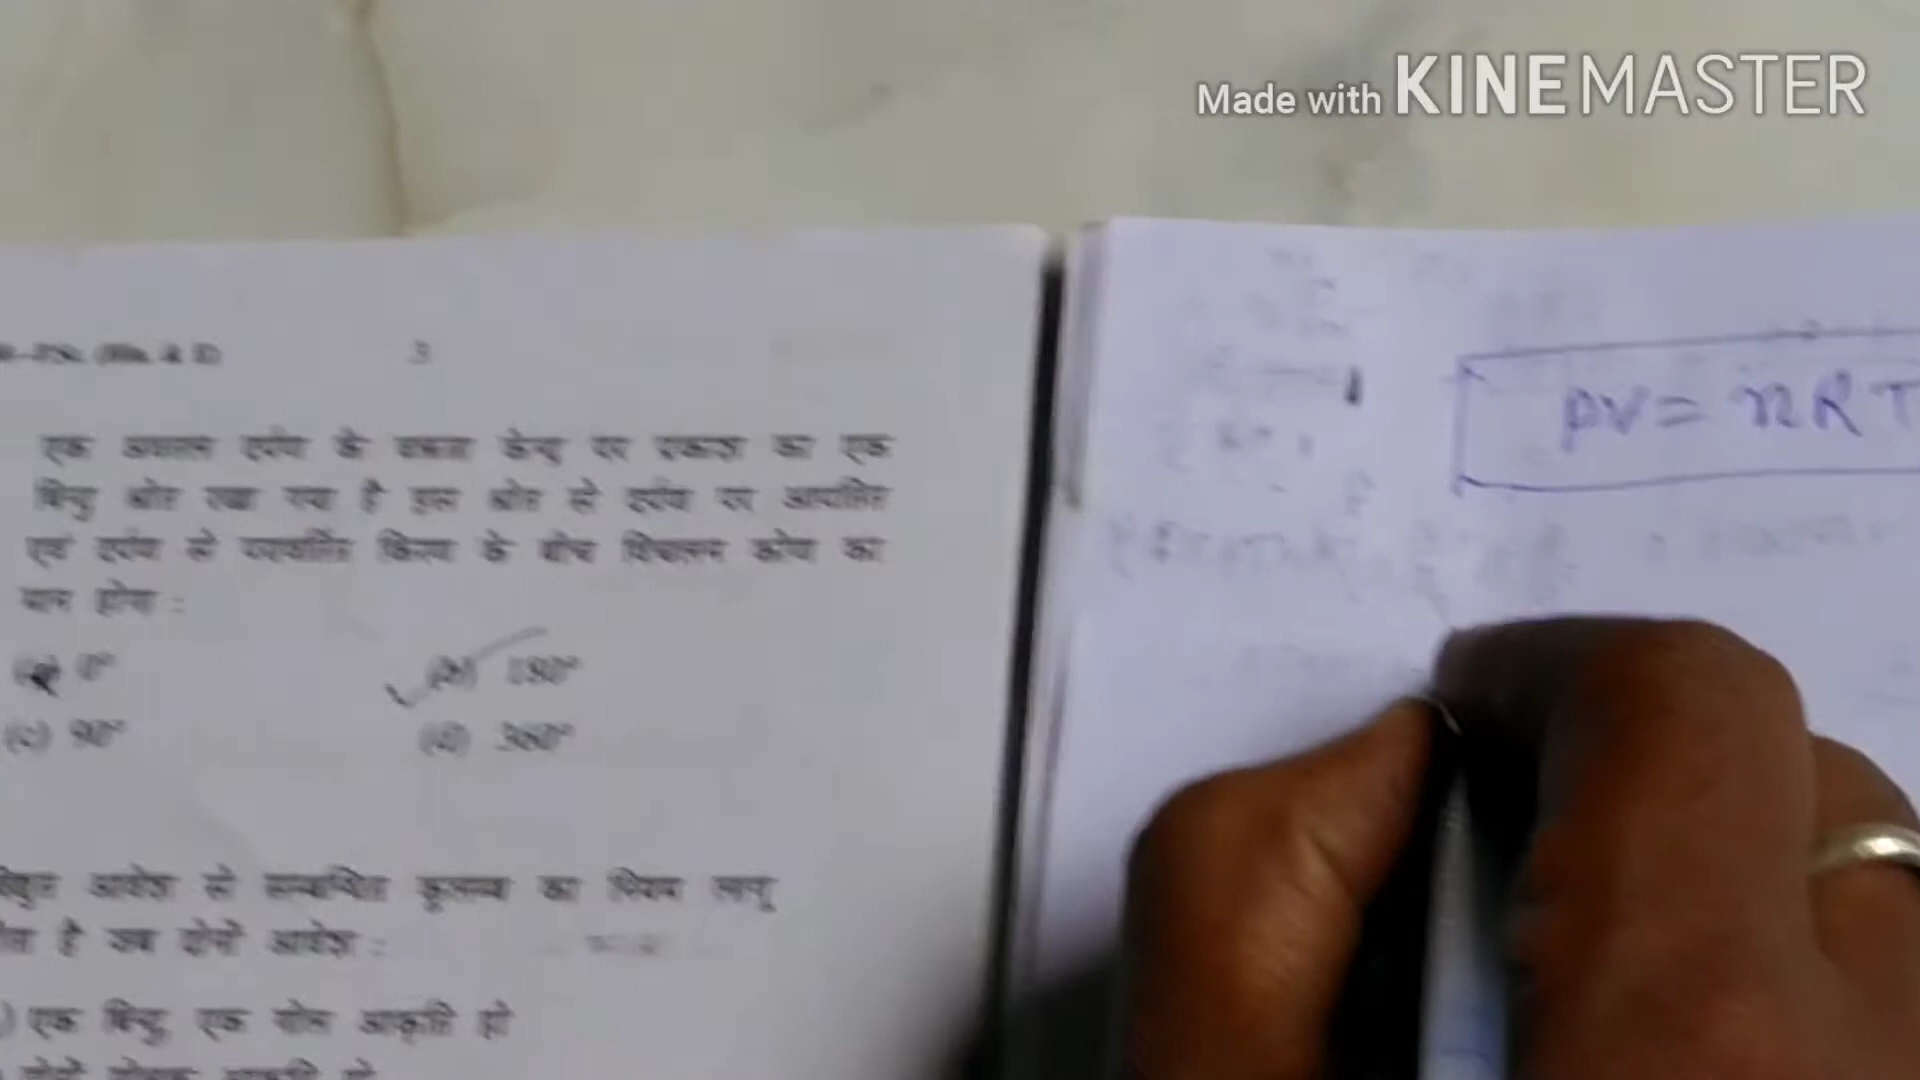 Made with KINEMASTER
3
एक अवतल दर्पण के वक्रता केन्द्र पर प्रकाश का एक
बिन्दु श्रोत रखा गया है इस श्रोत से दर्पण पर आपतित
एवं दर्पण से परावर्तित किरण के बीच विचलन कोण का
मान होगा :
(a) 0° (b) 180°
(c) 90° (d) 360°
आवेश से सम्बन्धित कूलम्ब का नियम लागू
है जब दोनों आवेश :
एक बिन्दु एक गोल आकृति हो
PV = nRT